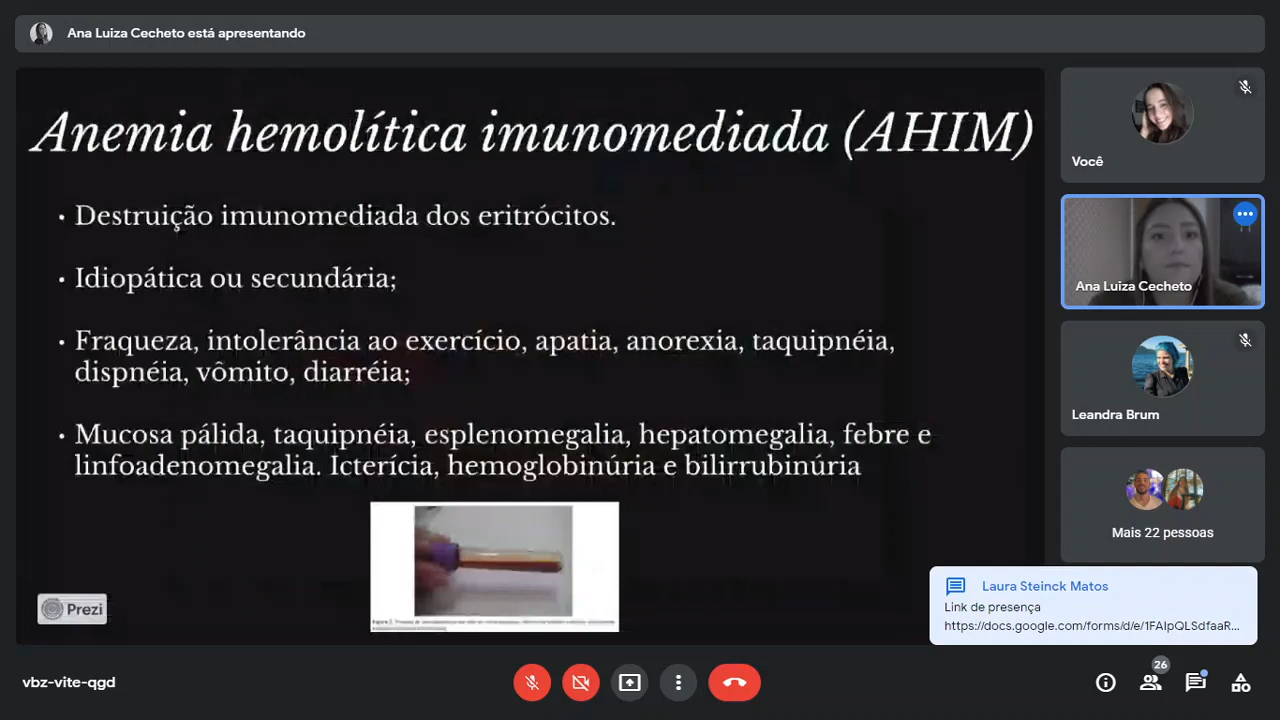 Ana Luiza Cecheto está apresentando
Anemia hemolítica imunomediada (AHIM)
• Destruição imunomediada dos eritrócitos.
• Idiopática ou secundária;
• Fraqueza, intolerância ao exercício, apatia, anorexia, taquipnéia,
dispnéia, vômito, diarréia;
• Mucosa pálida, taquipnéia, esplenomegalia, hepatomegalia, febre e
linfoadenomegalia. Icterícia, hemoglobinúria e bilirrubinúria
Prezi
Você
Ana Luiza Cecheto
Leandra Brum
Mais 22 pessoas
Laura Steinck Matos
Link de presença
https://docs.google.com/forms/d/e/1FAIpQLSdfaaR...
vbz-vite-qgd
26